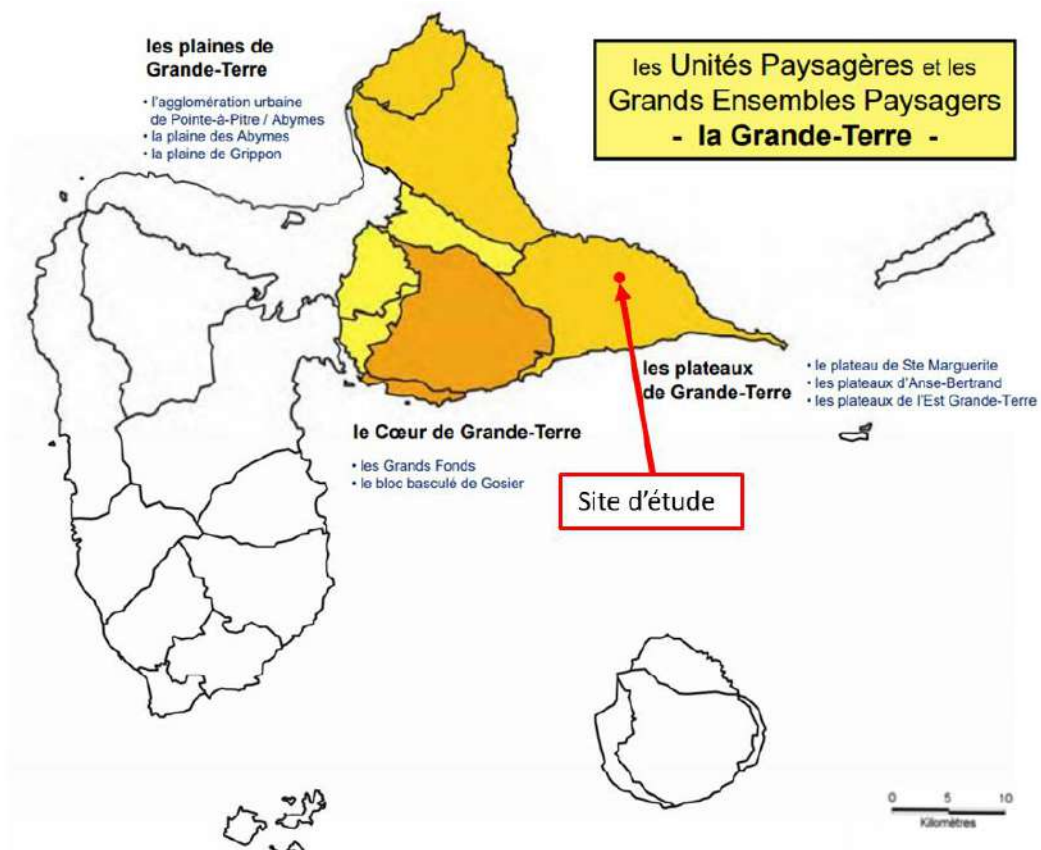 les plaines de
Grande-Terre
• l'agglomération urbaine
de Pointe-à-Pitre / Abymes
• la plaine des Abymes
• la plaine de Grippon
les Unités Paysagères et les
Grands Ensembles Paysagers
- la Grande-Terre -
les plateaux
de Grande-Terre
• le plateau de Ste Marguerite
• les plateaux d'Anse-Bertrand
• les plateaux de l'Est Grande-Terre
le Cœur de Grande-Terre
• les Grands Fonds
• le bloc basculé de Gosier
Site d'étude
0 5 10
Kilomètres